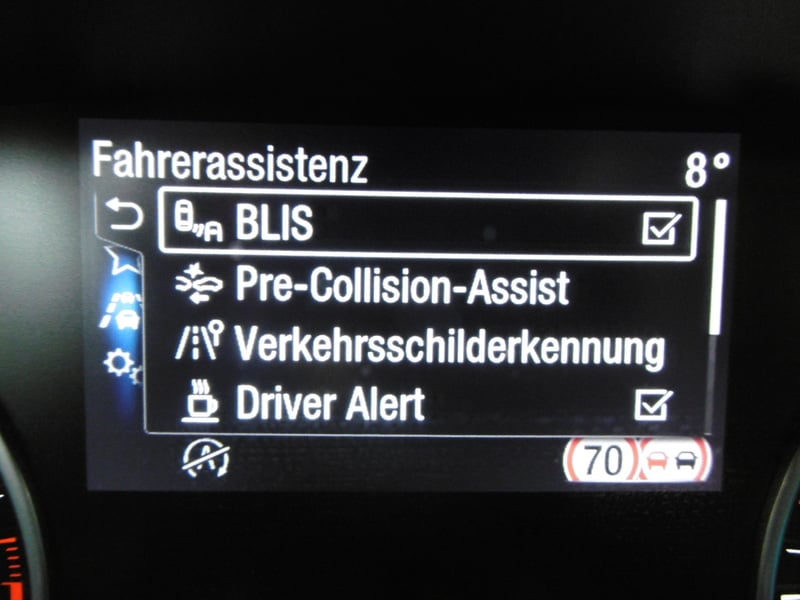 Fahrerassistenz 8°
BLIS
Pre-Collision-Assist
Verkehrsschilderkennung
Driver Alert
70